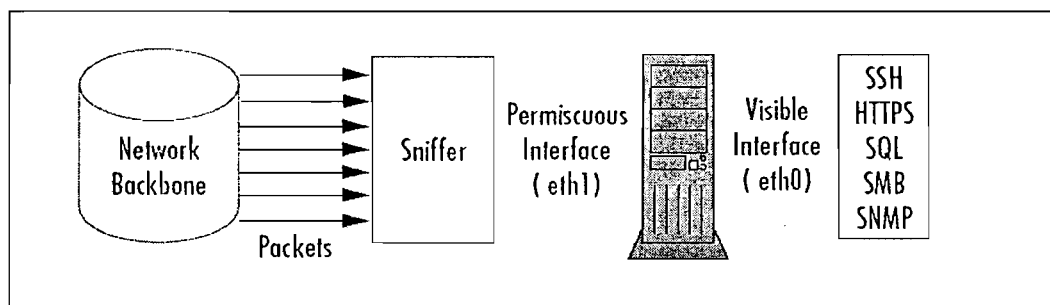 Network
Backbone
Packets
Sniffer
Permiscuous
Interface
( eth1)
Visible
Interface
( eth0)
SSH
HTTPS
SQL
SMB
SNMP